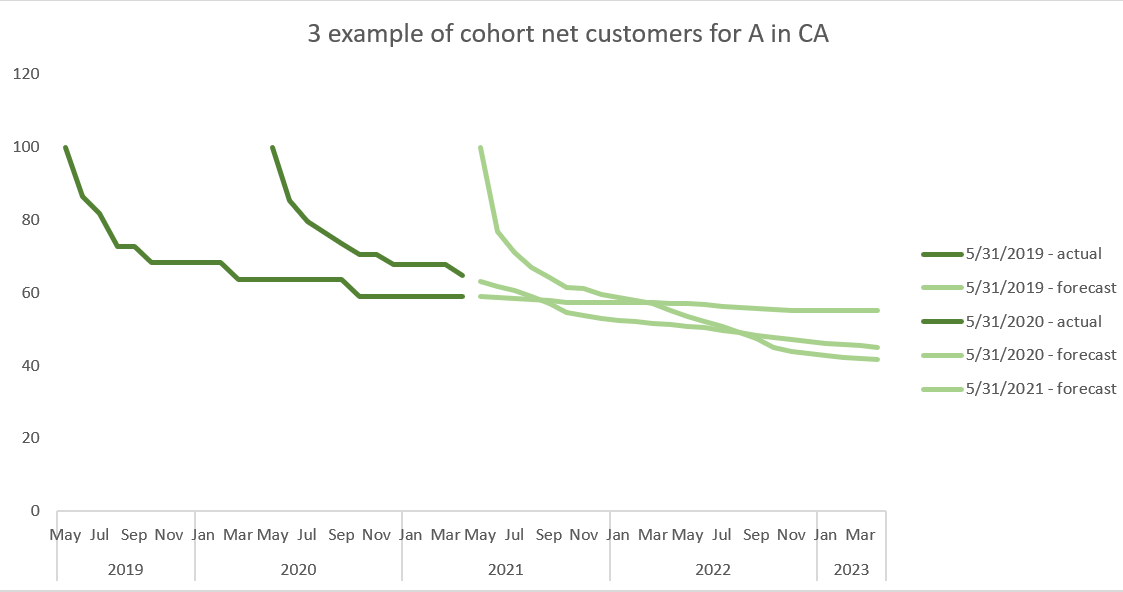 3 example of cohort net customers for A in CA
120
100
80
60
40
20
0
5/31/2019 - actual
5/31/2019 - forecast
5/31/2020 - actual
5/31/2020 - forecast
5/31/2021 - forecast
May Jul Sep Nov Jan Mar May Jul Sep Nov Jan Mar May Jul Sep Nov Jan Mar May Jul Sep Nov Jan Mar
2019 2020 2021 2022 2023